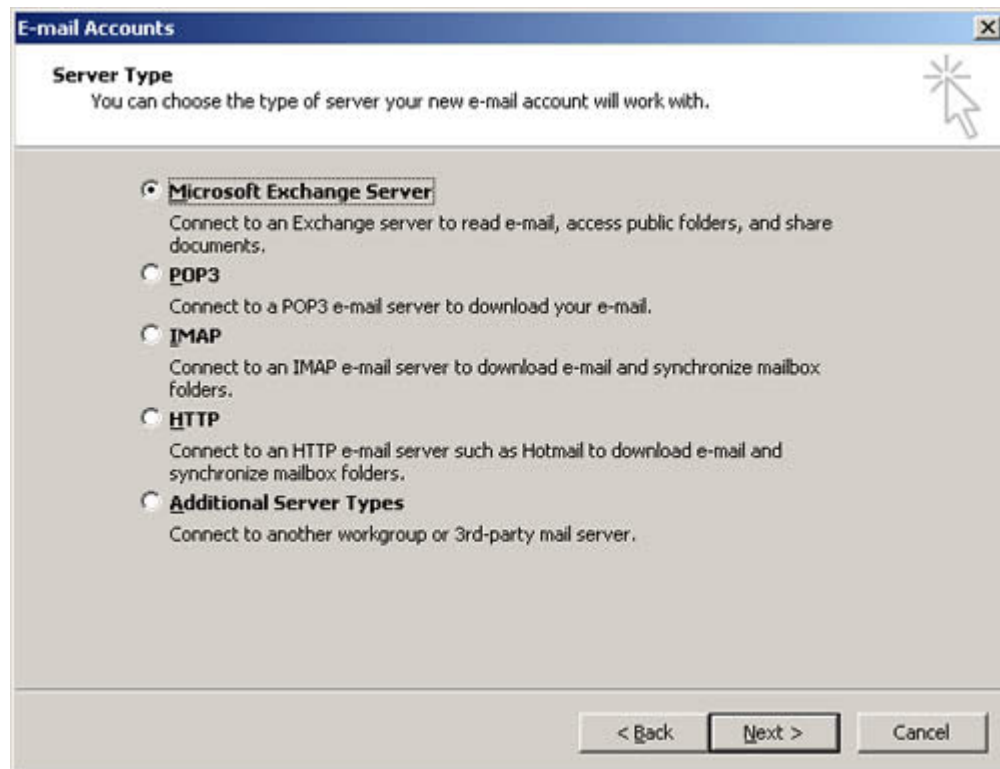 E-mail Accounts
Server Type
You can choose the type of server your new e-mail account will work with.
Microsoft Exchange Server
Connect to an Exchange server to read e-mail, access public folders, and share
documents.
POP3
Connect to a POP3 e-mail server to download your e-mail.
IMAP
Connect to an IMAP e-mail server to download e-mail and synchronize mailbox
folders.
HTTP
Connect to an HTTP e-mail server such as Hotmail to download e-mail and
synchronize mailbox folders.
Additional Server Types
Connect to another workgroup or 3rd-party mail server.
< Back Next > Cancel